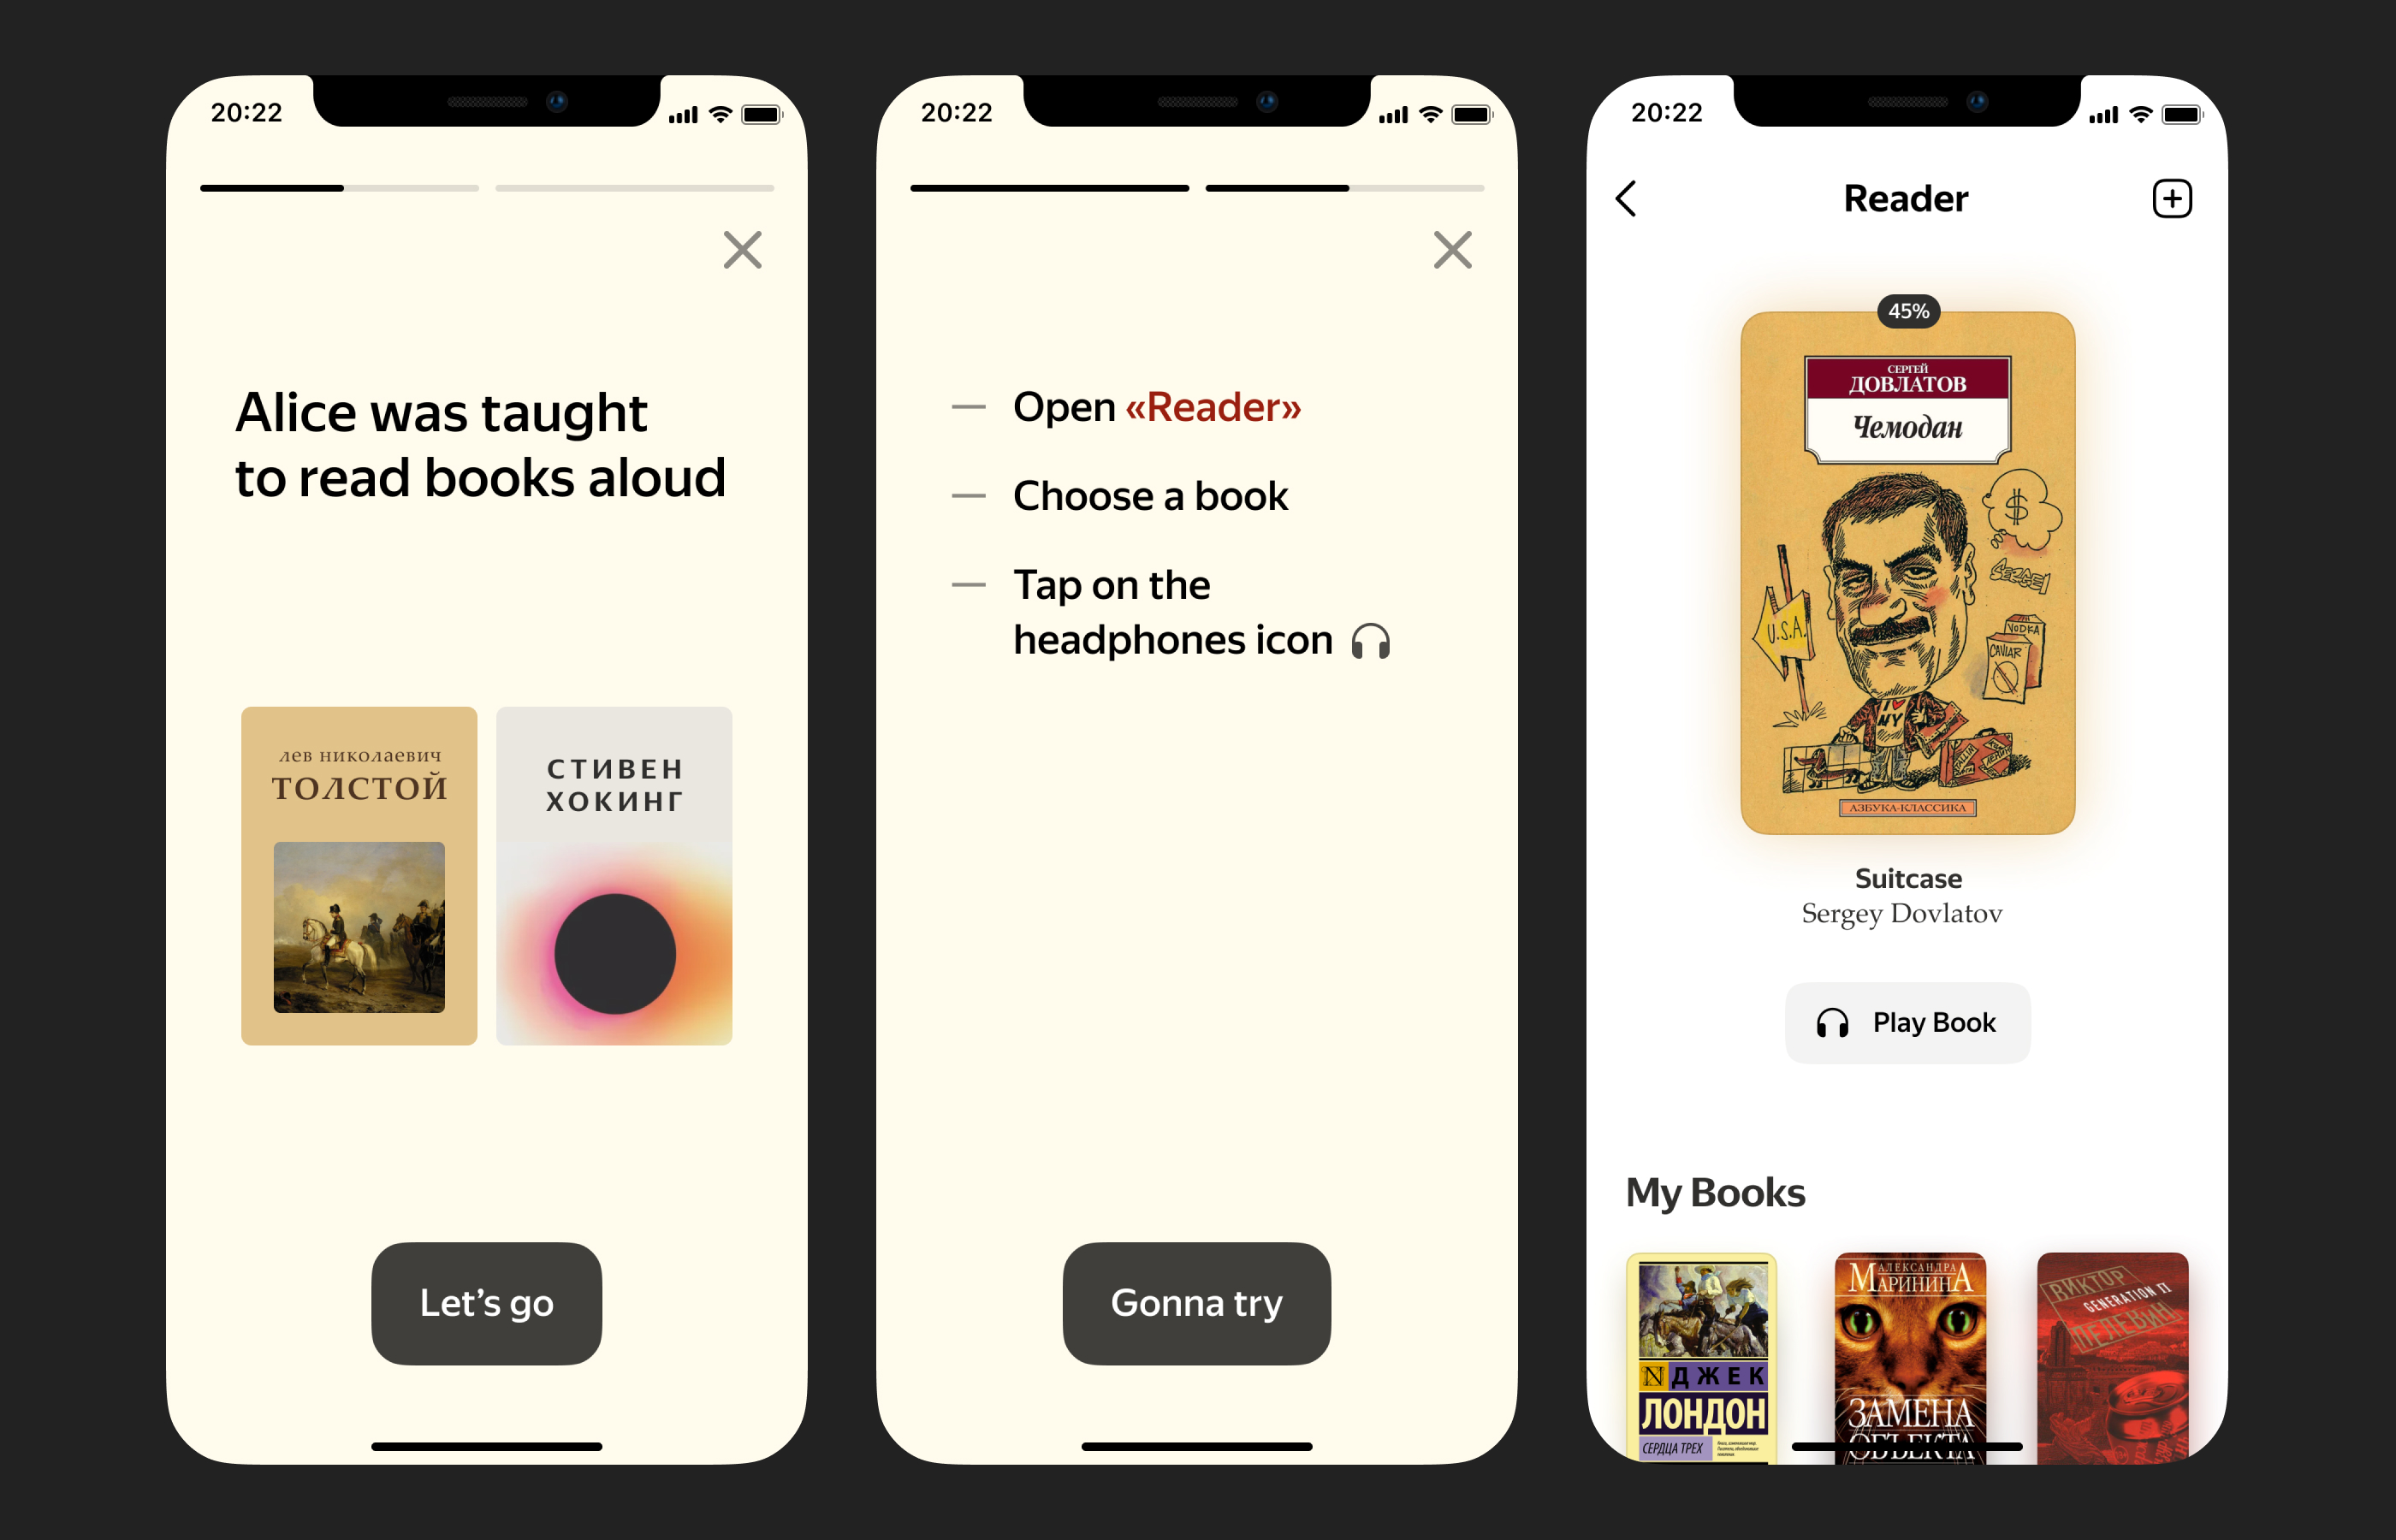 20:22
Alice was taught
to read books aloud
лев николаевич
ТОЛСТОЙ
СТИВЕН
ХОКИНГ
Let’s go
20:22
— Open «Reader»
— Choose a book
— Tap on the
headphones icon
Gonna try
20:22
Reader
45%
СЕРГЕЙ
ДОВЛАТОВ
Чемодан
$
SERGEI
U.S.A.
VODKA
CAVIAR
I ♥
NY
АЗБУКА-КЛАССИКА
Suitcase
Sergey Dovlatov
Play Book
My Books
N ДЖЕК
ЛОНДОН
СЕРДЦА ТРЕХ
АЛЕКСАНДРА
МАРИНИНА
ЗАМЕНА
ОБЪЕКТА
ВИКТОР
GENERATION П
ПЕЛЕВИН